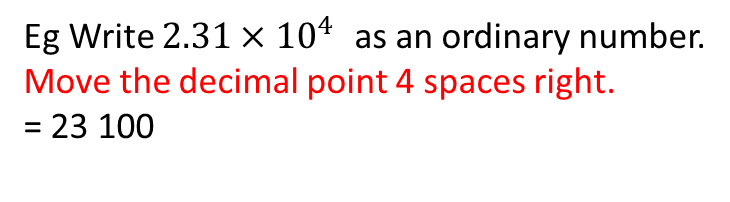 Eg Write 2.31 × 10⁴ as an ordinary number.
Move the decimal point 4 spaces right.
= 23 100